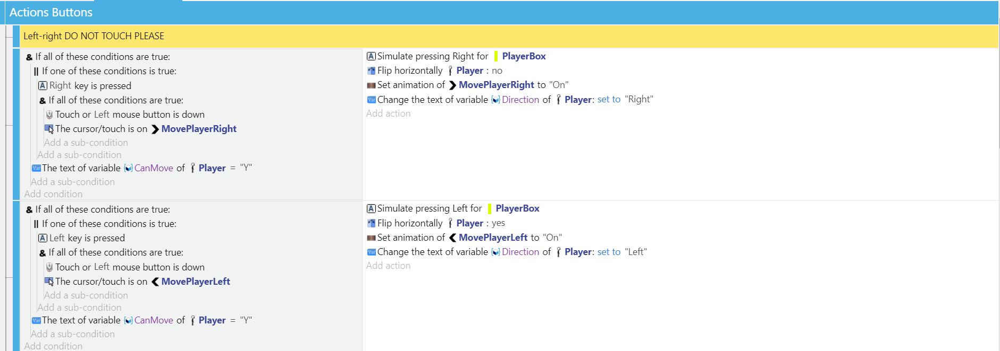 Actions Buttons
Left-right DO NOT TOUCH PLEASE
& If all of these conditions are true:
|| If one of these conditions is true:
A Right key is pressed
& If all of these conditions are true:
Touch or Left mouse button is down
The cursor/touch is on MovePlayerRight
Add a sub-condition
Add a sub-condition
Var The text of variable CanMove of Player = "Y"
Add a sub-condition
Add condition
A Simulate pressing Right for PlayerBox
Flip horizontally Player : no
Set animation of MovePlayerRight to "On"
Var Change the text of variable Direction of Player: set to "Right"
Add action
& If all of these conditions are true:
|| If one of these conditions is true:
A Left key is pressed
& If all of these conditions are true:
Touch or Left mouse button is down
The cursor/touch is on MovePlayerLeft
Add a sub-condition
Add a sub-condition
Var The text of variable CanMove of Player = "Y"
Add a sub-condition
Add condition
A Simulate pressing Left for PlayerBox
Flip horizontally Player : yes
Set animation of MovePlayerLeft to "On"
Var Change the text of variable Direction of Player: set to "Left"
Add action